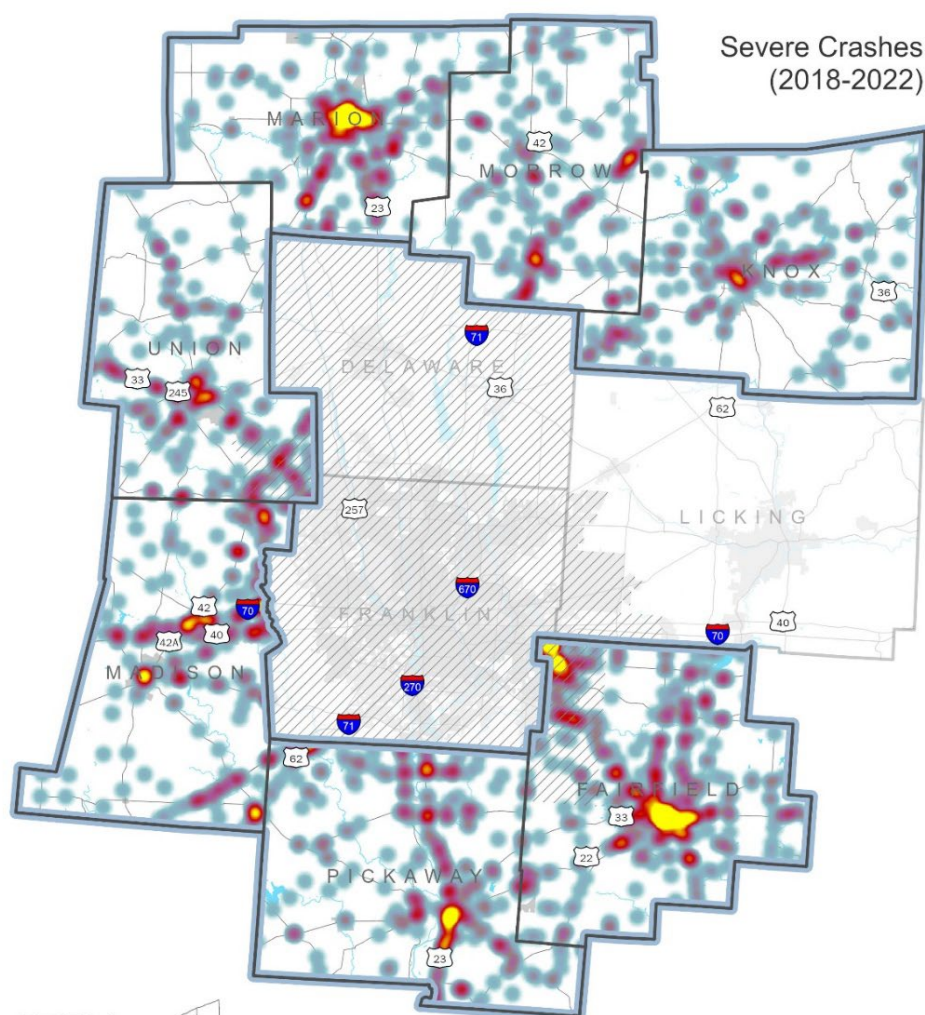 Severe Crashes
(2018-2022)
MARION
42
MORROW
23
KNOX
36
UNION
71
DELAWARE
33
245
36
62
257
LICKING
670
42
70
FRANKLIN
40
40
42A
70
MADISON
270
71
62
FAIRFIELD
33
22
PICKAWAY
23